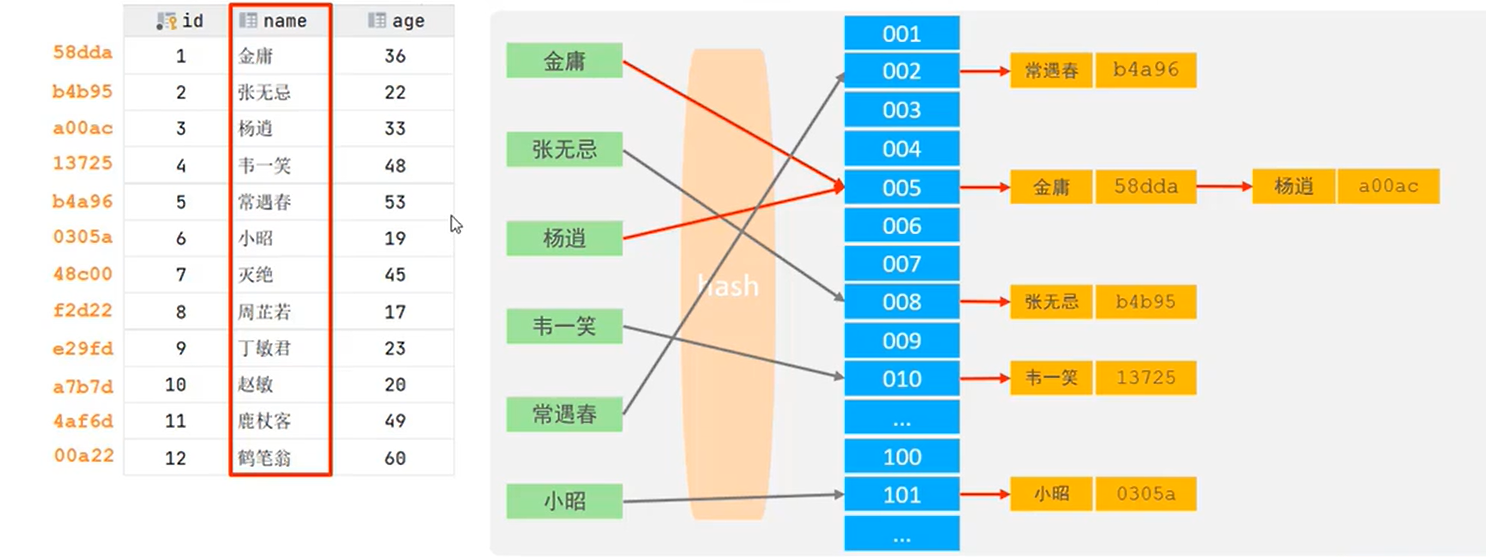 id name age
58dda 1 金庸 36
b4b95 2 张无忌 22
a00ac 3 杨逍 33
13725 4 韦一笑 48
b4a96 5 常遇春 53
0305a 6 小昭 19
48c00 7 灭绝 45
f2d22 8 周芷若 17
e29fd 9 丁敏君 23
a7b7d 10 赵敏 20
4af6d 11 鹿杖客 49
00a22 12 鹤笔翁 60
金庸
张无忌
杨逍
韦一笑
常遇春
小昭
hash
001
002 常遇春 b4a96
003
004
005 金庸 58dda 杨逍 a00ac
006
007
008 张无忌 b4b95
009
010 韦一笑 13725
...
100
101 小昭 0305a
...